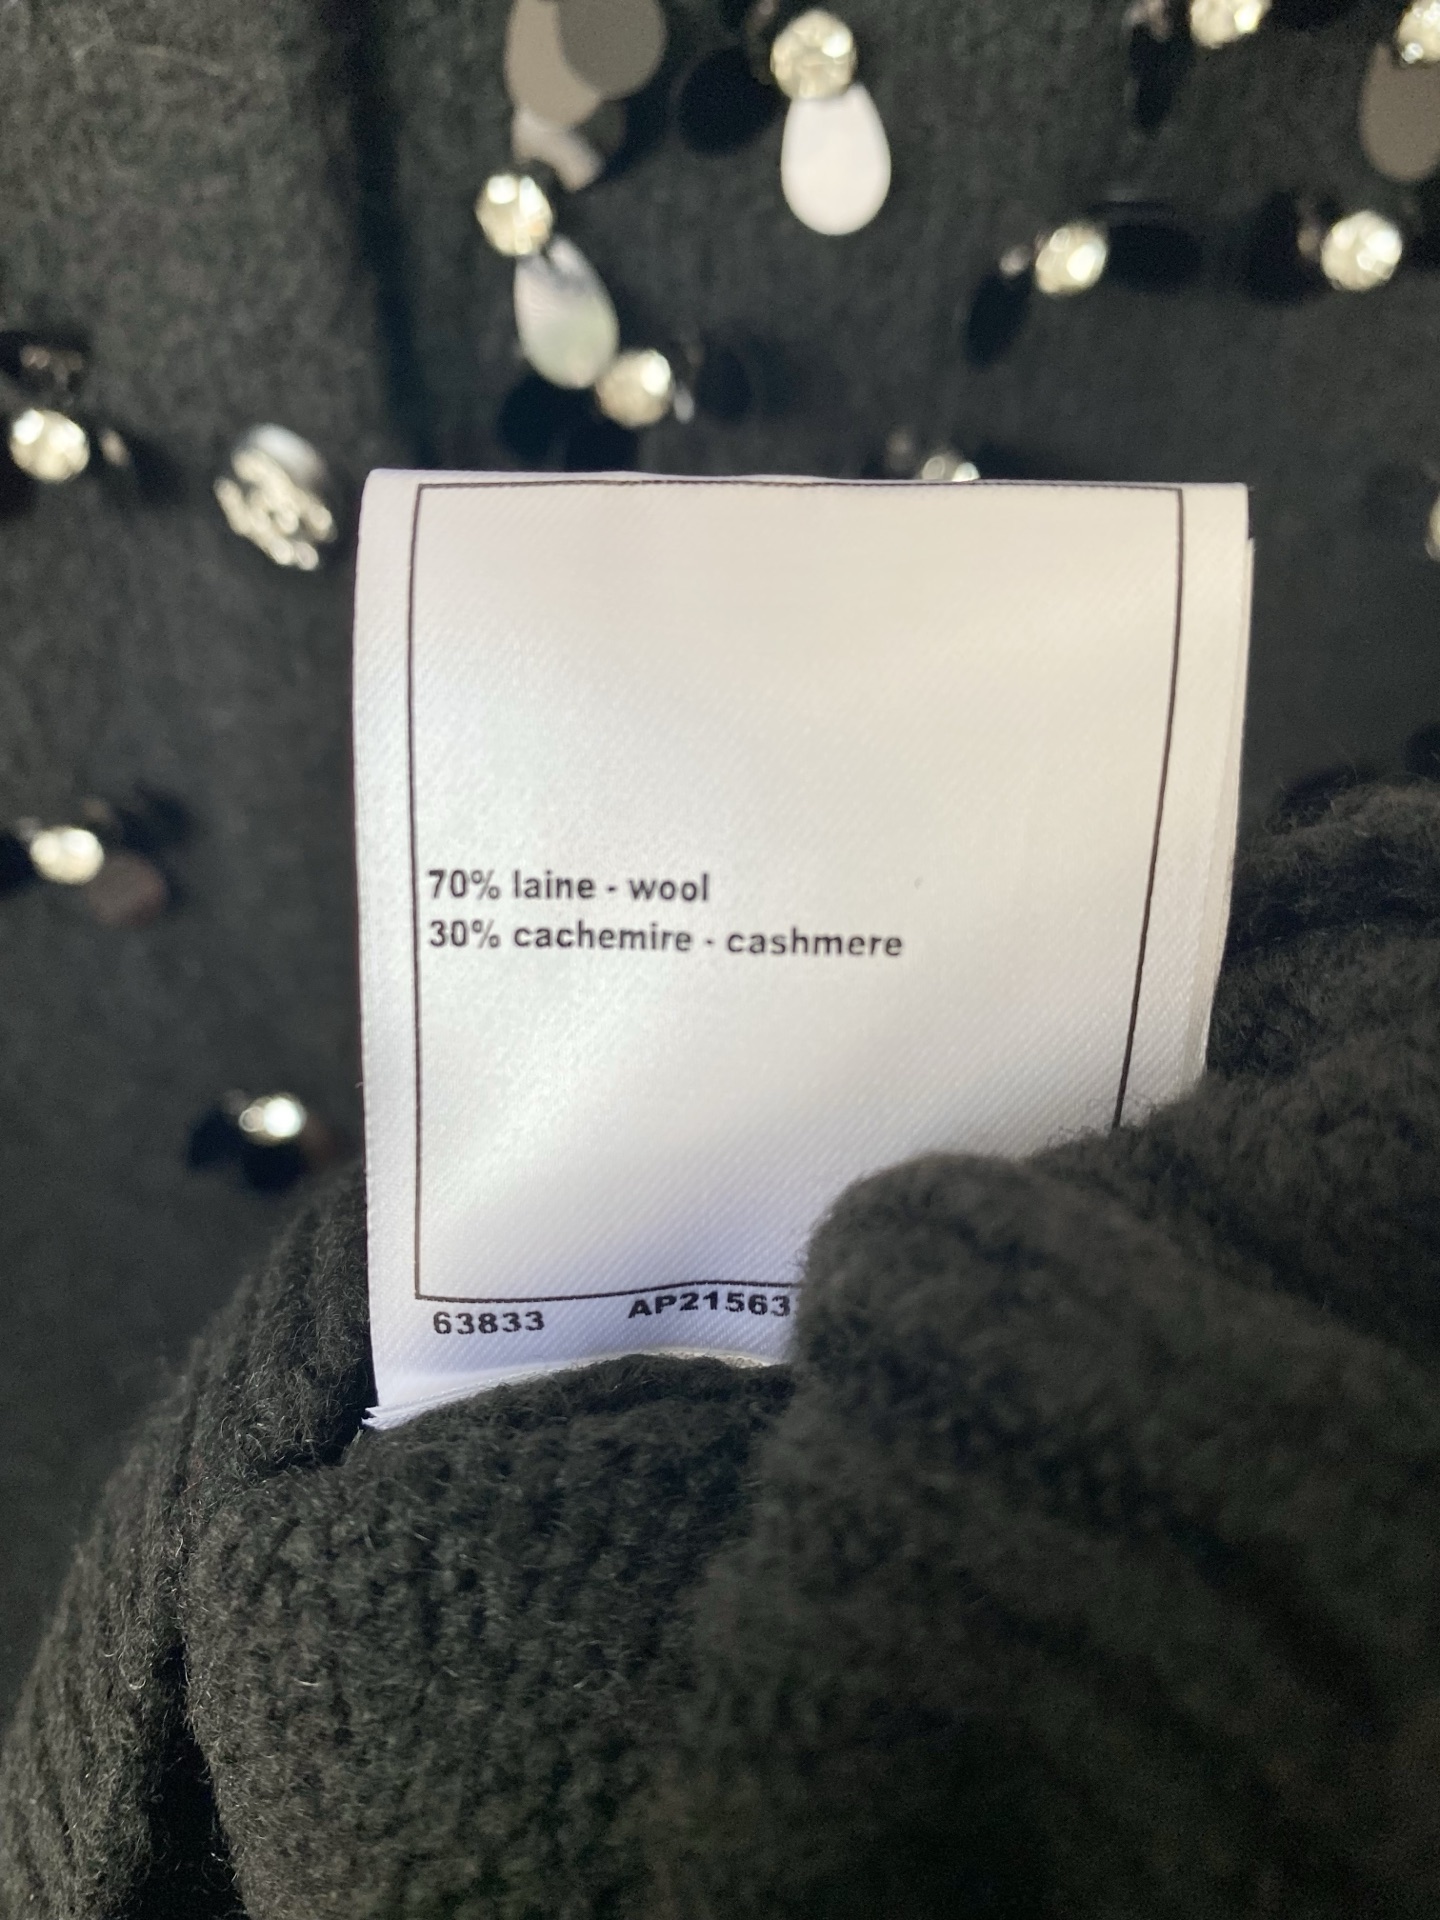 70% laine - wool
30% cachemire - cashmere
63833 AP21563